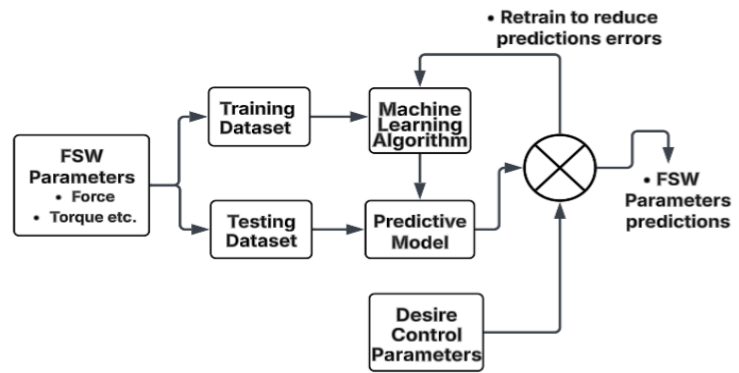 • Retrain to reduce
predictions errors
Training
Dataset
Machine
Learning
Algorithm
FSW
Parameters
• Force
• Torque etc.
• FSW
Parameters
predictions
Testing
Dataset
Predictive
Model
Desire
Control
Parameters